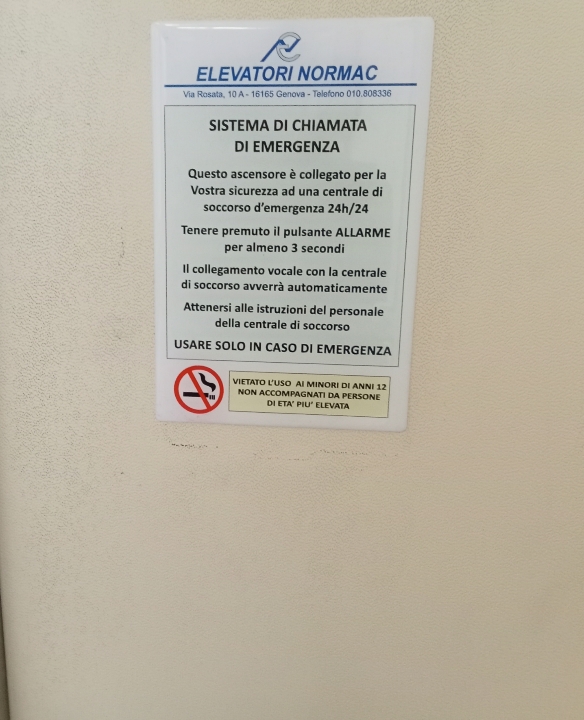 ELEVATORI NORMAC
Via Rosata, 10 A - 16165 Genova - Telefono 010.808336
SISTEMA DI CHIAMATA
DI EMERGENZA
Questo ascensore è collegato per la
Vostra sicurezza ad una centrale di
soccorso d'emergenza 24h/24
Tenere premuto il pulsante ALLARME
per almeno 3 secondi
Il collegamento vocale con la centrale
di soccorso avverrà automaticamente
Attenersi alle istruzioni del personale
della centrale di soccorso
USARE SOLO IN CASO DI EMERGENZA
VIETATO L'USO AI MINORI DI ANNI 12
NON ACCOMPAGNATI DA PERSONE
DI ETA' PIU' ELEVATA